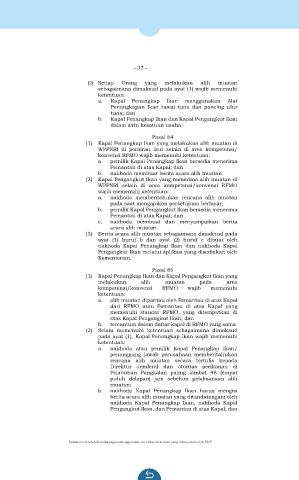 - 37 -
(2) Setiap Orang yang melakukan alih muatan
sebagaimana dimaksud pada ayat (1) wajib memenuhi
ketentuan:
a. Kapal Penangkap Ikan menggunakan Alat
Penangkapan Ikan rawai tuna dan pancing ulur
tuna; dan
b. Kapal Penangkap Ikan dan Kapal Pengangkut Ikan
dalam satu kesatuan usaha.
Pasal 84
(1) Kapal Penangkap Ikan yang melakukan alih muatan di
WPPNRI di perairan laut selain di area kompetensi/
konvensi RFMO wajib memenuhi ketentuan:
a. pemilik Kapal Penangkap Ikan bersedia menerima
Pemantau di atas Kapal; dan
b. nakhoda membuat berita acara alih muatan.
(2) Kapal Pengangkut Ikan yang menerima alih muatan di
WPPNRI selain di area kompetensi/konvensi RFMO
wajib memenuhi ketentuan:
a. nakhoda memberitahukan rencana alih muatan
pada saat mengajukan persetujuan berlayar;
b. pemilik Kapal Pengangkut Ikan bersedia menerima
Pemantau di atas Kapal; dan
c. nakhoda membuat dan menyampaikan berita
acara alih muatan.
(3) Berita acara alih muatan sebagaimana dimaksud pada
ayat (1) huruf b dan ayat (2) huruf c dibuat oleh
nakhoda Kapal Penangkap Ikan dan nakhoda Kapal
Pengangkut Ikan melalui aplikasi yang disediakan oleh
Kementerian.
Pasal 85
(1) Kapal Penangkap Ikan dan Kapal Pengangkut Ikan yang
melakukan alih muatan pada area
kompetensi/konvensi RFMO wajib memenuhi
ketentuan:
a. alih muatan dipantau oleh Pemantau di atas Kapal
dari RFMO atau Pemantau di atas Kapal yang
memenuhi standar RFMO, yang ditempatkan di
atas Kapal Pengangkut Ikan; dan
b. tercantum dalam daftar kapal di RFMO yang sama.
(2) Selain memenuhi ketentuan sebagaimana dimaksud
pada ayat (1), Kapal Penangkap Ikan wajib memenuhi
ketentuan:
a. nakhoda atau pemilik Kapal Penangkap Ikan/
penanggung jawab perusahaan memberitahukan
rencana alih muatan secara tertulis kepada
Direktur Jenderal dan otoritas perikanan di
Pelabuhan Pangkalan paling lambat 48 (empat
puluh delapan) jam sebelum pelaksanaan alih
muatan;
b. nakhoda Kapal Penangkap Ikan harus mengisi
berita acara alih muatan yang ditandatangani oleh
nakhoda Kapal Penangkap Ikan, nakhoda Kapal
Pengangkut Ikan, dan Pemantau di atas Kapal; dan